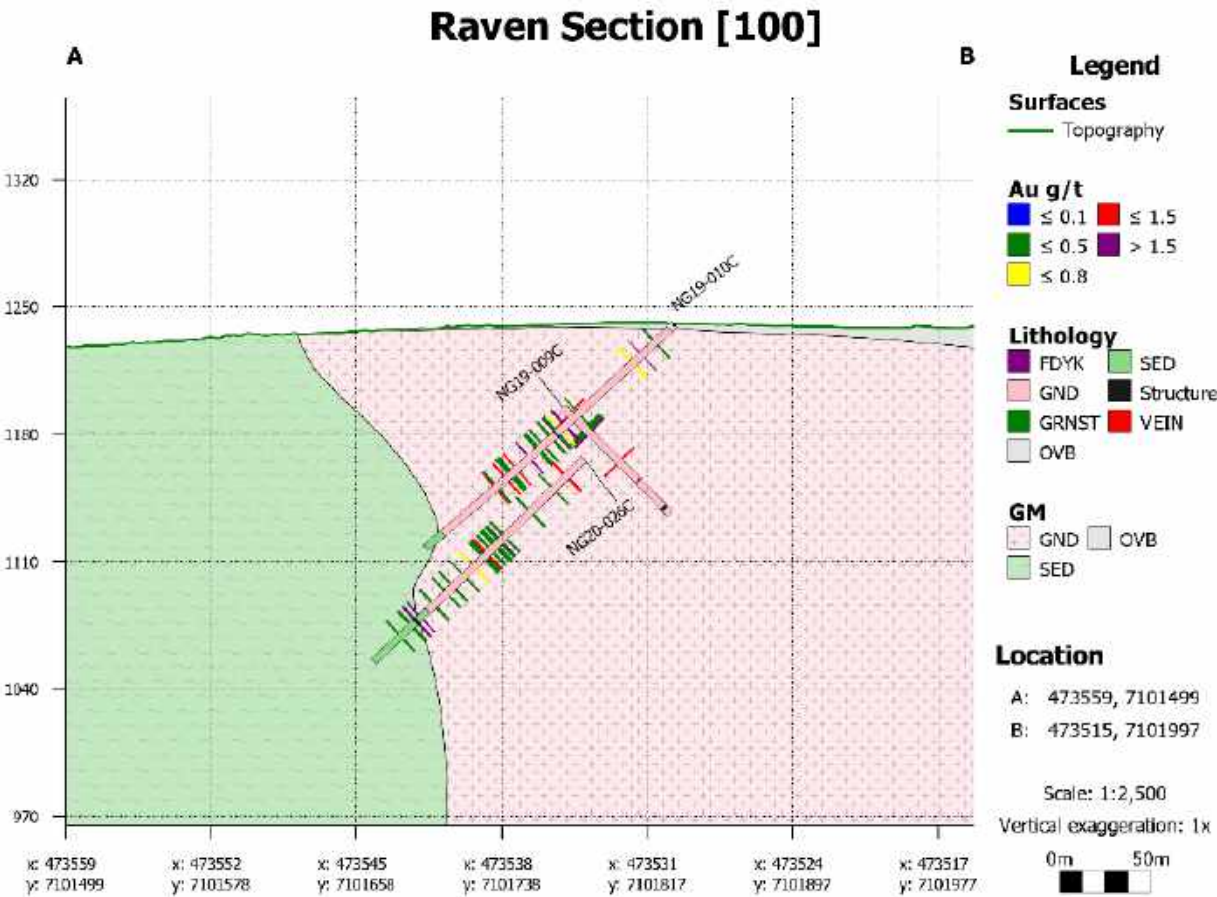 Raven Section [100]
A
B
Legend
Surfaces
Topography
Au g/t
≤ 0.1
≤ 1.5
≤ 0.5
> 1.5
≤ 0.8
Lithology
FDYK
SED
GND
Structure
GRNST
VEIN
OVB
GM
GND
OVB
SED
Location
A: 473559, 7101499
B: 473515, 7101997
Scale: 1:2,500
Vertical exaggeration: 1x
0m 50m
1320
1250
1180
1110
1040
970
NG19-010C
NG19-009C
NG20-026C
x: 473559 x: 473552 x: 473545 x: 473538 x: 473531 x: 473524 x: 473517
y: 7101499 y: 7101578 y: 7101658 y: 7101738 y: 7101817 y: 7101897 y: 7101977